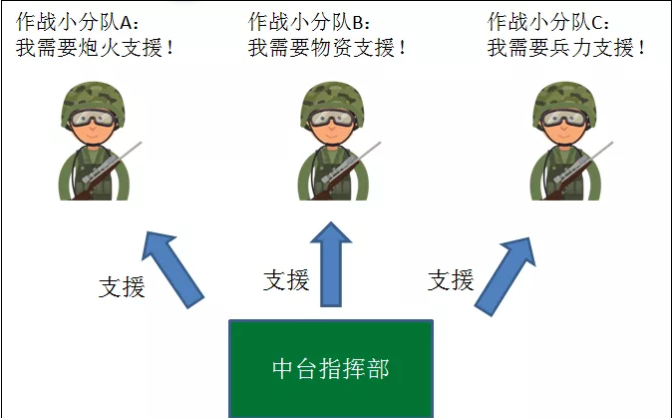 作战小分队A：
我需要炮火支援！
作战小分队B：
我需要物资支援！
作战小分队C：
我需要兵力支援！
支援
支援
支援
中台指挥部